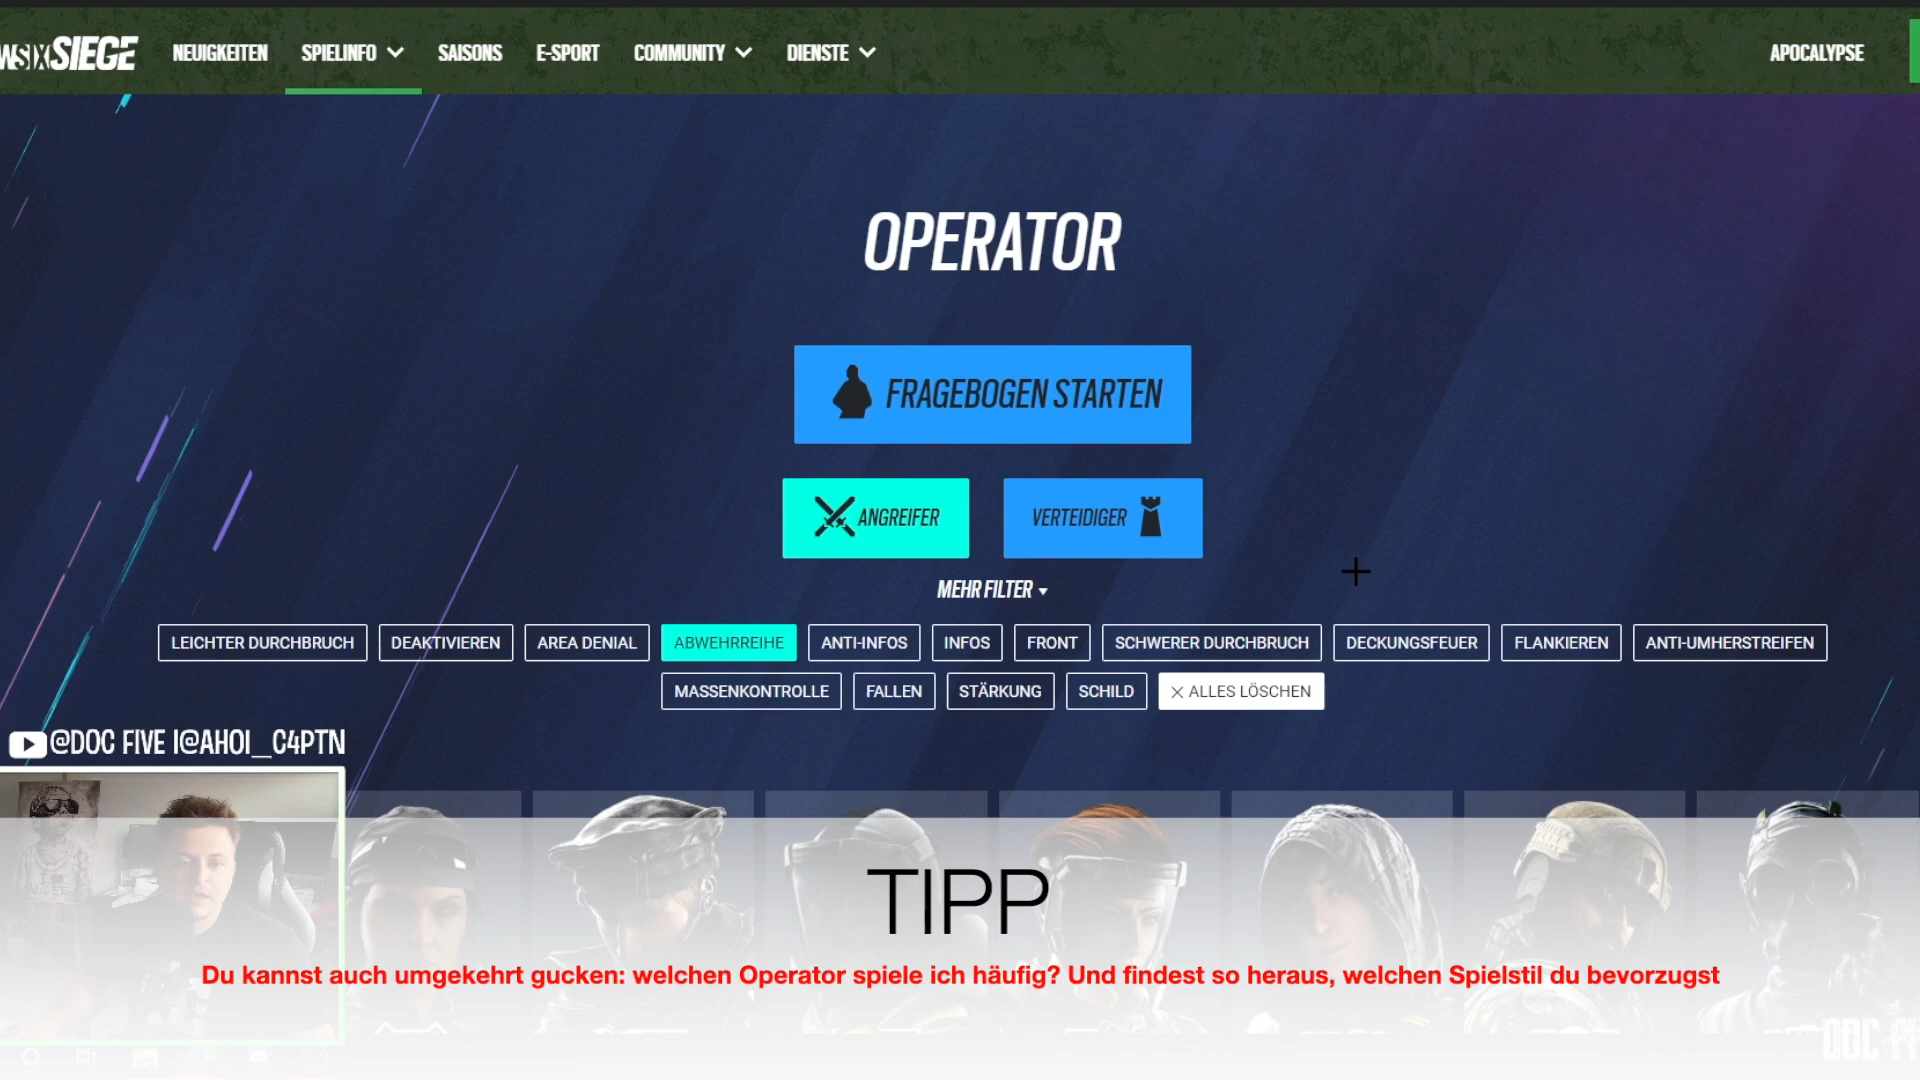 SIEGE
NEUIGKEITEN
SPIELINFO
SAISONS
E-SPORT
COMMUNITY
DIENSTE
APOCALYPSE
OPERATOR
FRAGEBOGEN STARTEN
ANGREIFER
VERTEIDIGER
MEHR FILTER
LEICHTER DURCHBRUCH
DEAKTIVIEREN
AREA DENIAL
ABWEHRREIHE
ANTI-INFOS
INFOS
FRONT
SCHWERER DURCHBRUCH
DECKUNGSFEUER
FLANKIEREN
ANTI-UMHERSTREIFEN
MASSENKONTROLLE
FALLEN
STÄRKUNG
SCHILD
ALLES LÖSCHEN
@DOC FIVE I@AHOI_C4PTN
TIPP
Du kannst auch umgekehrt gucken: welchen Operator spiele ich häufig? Und findest so heraus, welchen Spielstil du bevorzugst
DOC